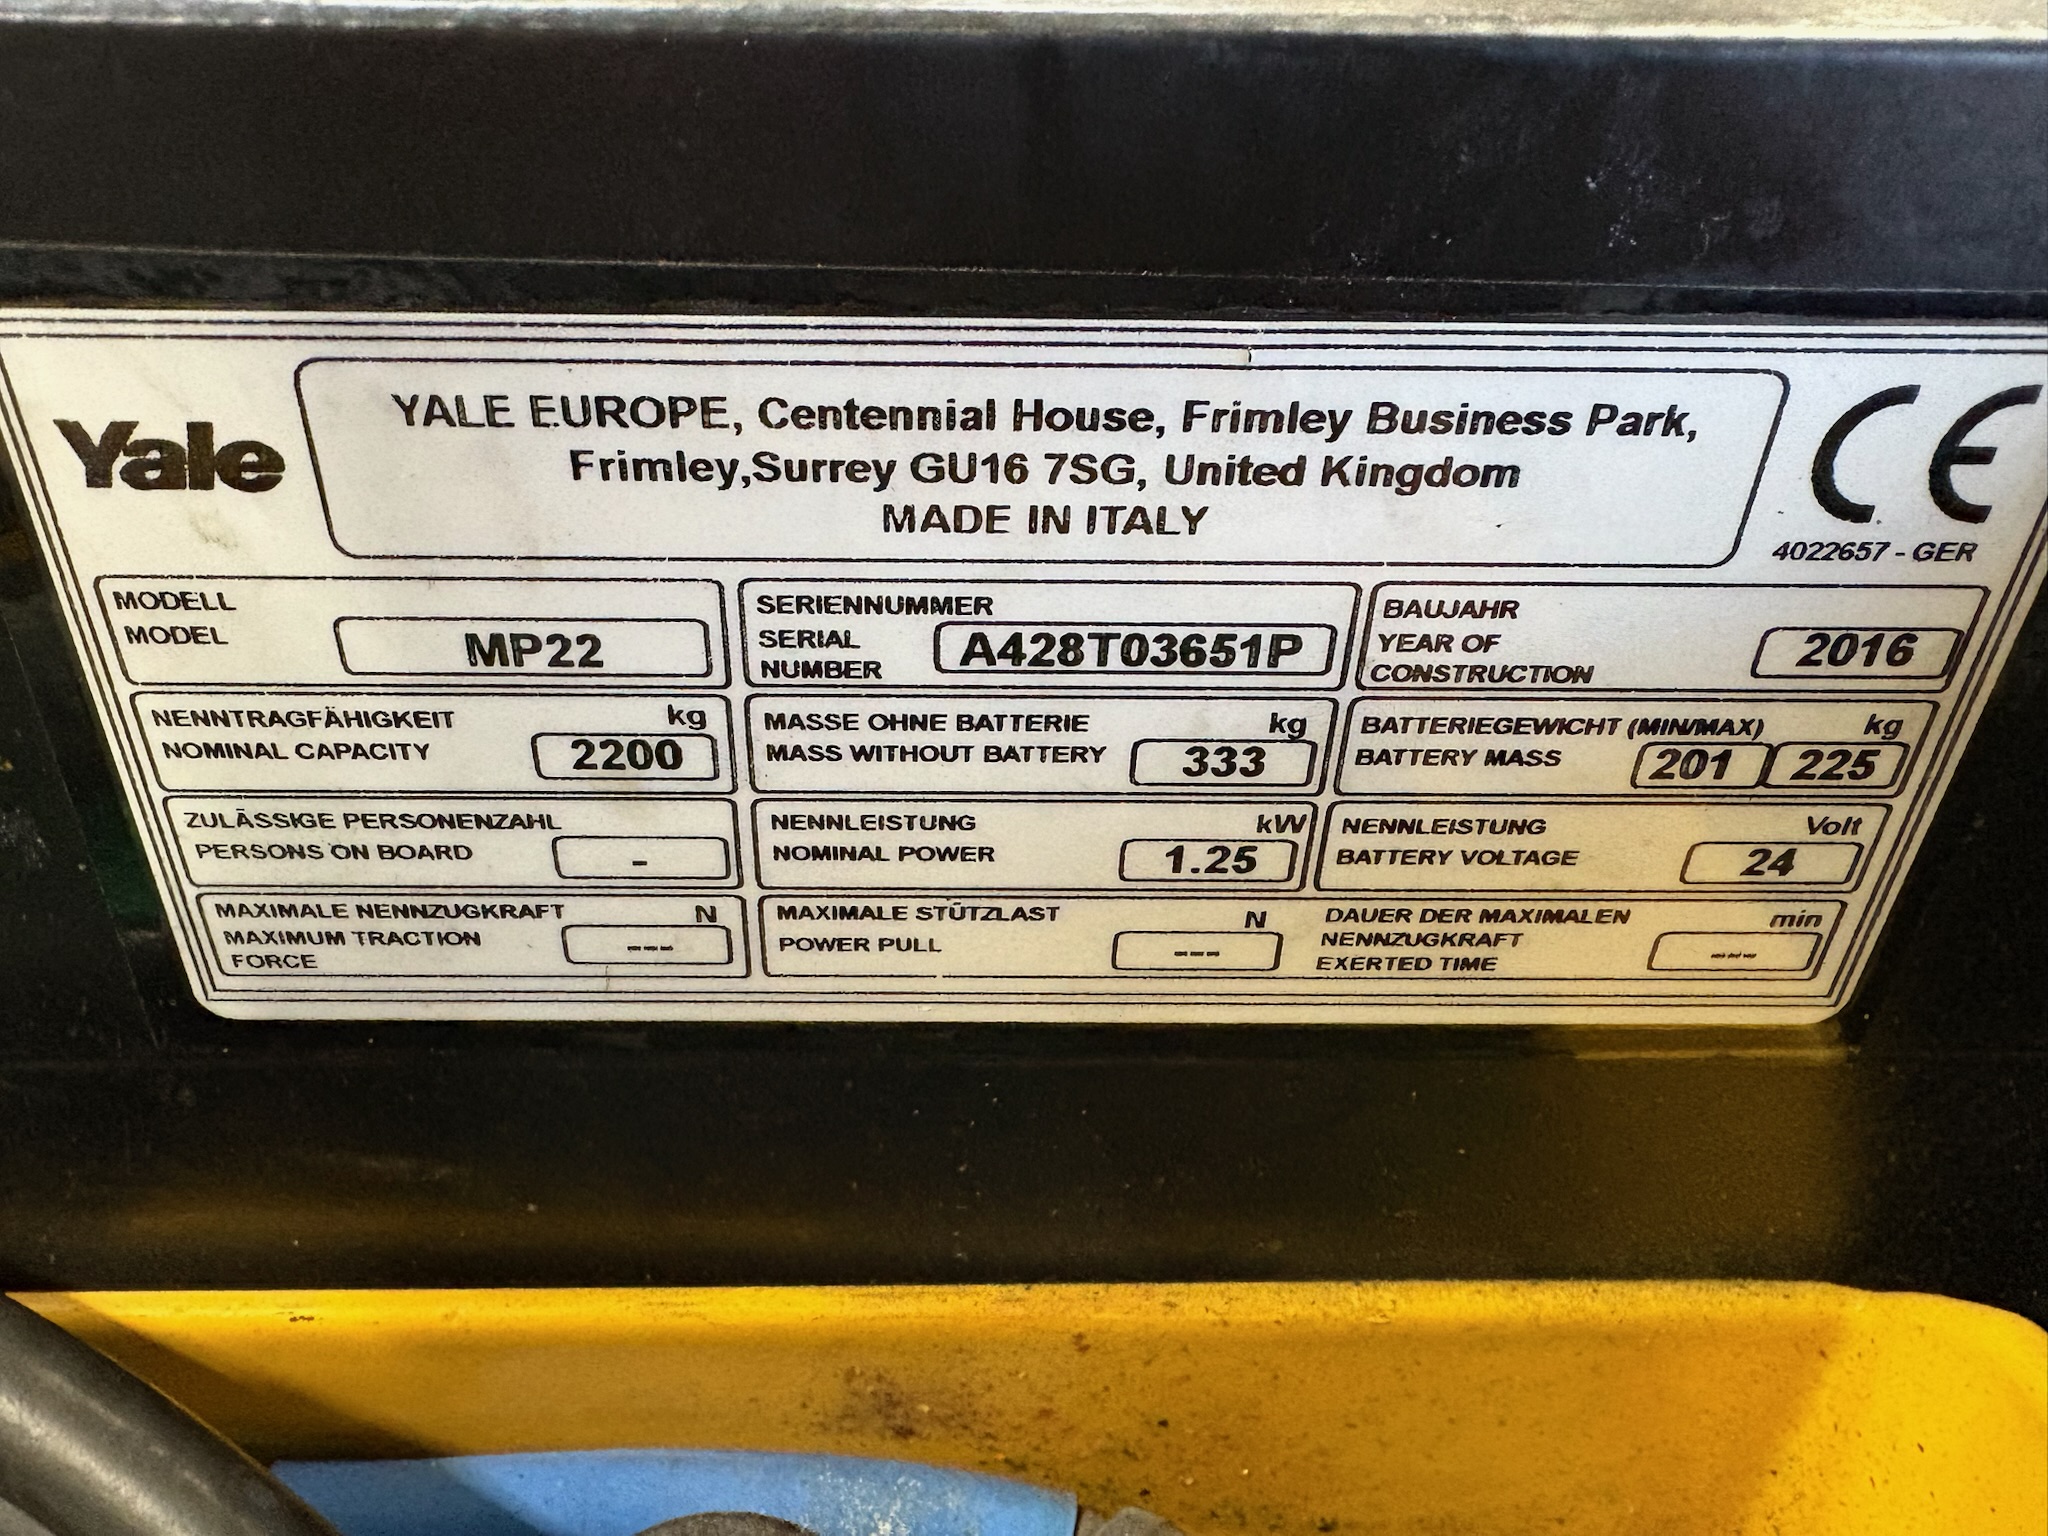 Yale
YALE EUROPE, Centennial House, Frimley Business Park,
Frimley,Surrey GU16 7SG, United Kingdom
MADE IN ITALY
CE
4022657 - GER
MODELL
MODEL MP22
SERIENNUMMER
SERIAL
NUMBER A428T03651P
BAUJAHR
YEAR OF
CONSTRUCTION 2016
NENNTRAGFÄHIGKEIT kg
NOMINAL CAPACITY 2200
MASSE OHNE BATTERIE kg
MASS WITHOUT BATTERY 333
BATTERIEGEWICHT (MIN/MAX) kg
BATTERY MASS 201 225
ZULÄSSIGE PERSONENZAHL
PERSONS ON BOARD -
NENNLEISTUNG kW
NOMINAL POWER 1.25
NENNLEISTUNG Volt
BATTERY VOLTAGE 24
MAXIMALE NENNZUGKRAFT N
MAXIMUM TRACTION ---
FORCE
MAXIMALE STÜTZLAST N
POWER PULL ---
DAUER DER MAXIMALEN min
NENNZUGKRAFT
EXERTED TIME ---